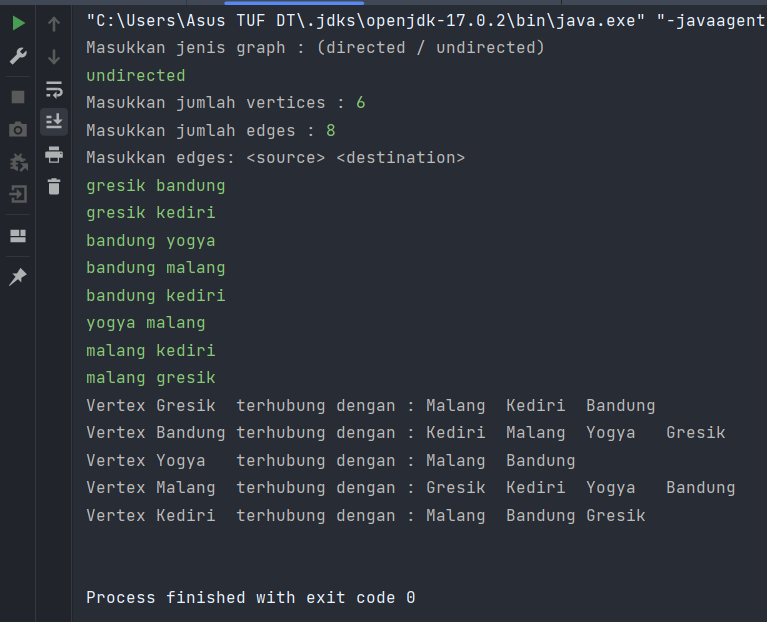 "C:\Users\Asus TUF DT\.jdks\openjdk-17.0.2\bin\java.exe" "-javaagent
Masukkan jenis graph : (directed / undirected)
undirected
Masukkan jumlah vertices : 6
Masukkan jumlah edges : 8
Masukkan edges: <source> <destination>
gresik bandung
gresik kediri
bandung yogya
bandung malang
bandung kediri
yogya malang
malang kediri
malang gresik
Vertex Gresik  terhubung dengan : Malang  Kediri  Bandung
Vertex Bandung terhubung dengan : Kediri  Malang  Yogya   Gresik
Vertex Yogya   terhubung dengan : Malang  Bandung
Vertex Malang  terhubung dengan : Gresik  Kediri  Yogya   Bandung
Vertex Kediri  terhubung dengan : Malang  Bandung Gresik
Process finished with exit code 0